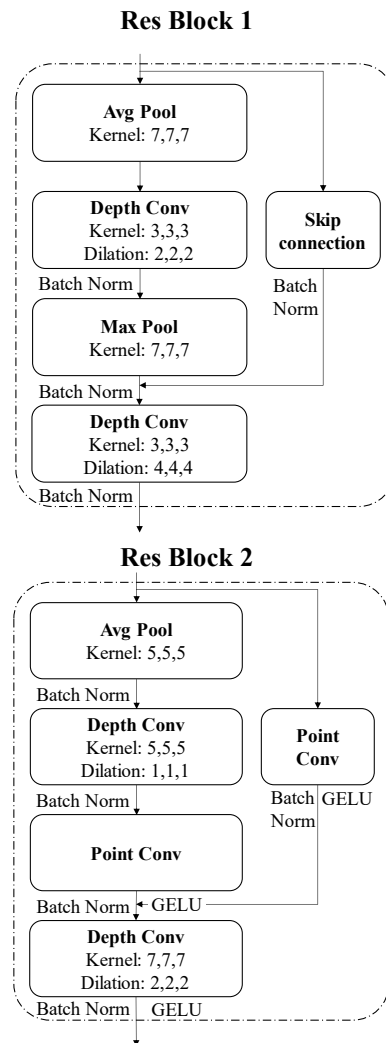 Res Block 1
Avg Pool
Kernel: 7,7,7
Depth Conv
Kernel: 3,3,3
Dilation: 2,2,2
Skip
connection
Batch Norm
Batch
Norm
Max Pool
Kernel: 7,7,7
Batch Norm
Depth Conv
Kernel: 3,3,3
Dilation: 4,4,4
Batch Norm
Res Block 2
Avg Pool
Kernel: 5,5,5
Batch Norm
Depth Conv
Kernel: 5,5,5
Dilation: 1,1,1
Point
Conv
Batch Norm
Batch GELU
Norm
Point Conv
Batch Norm GELU
Depth Conv
Kernel: 7,7,7
Dilation: 2,2,2
Batch Norm GELU